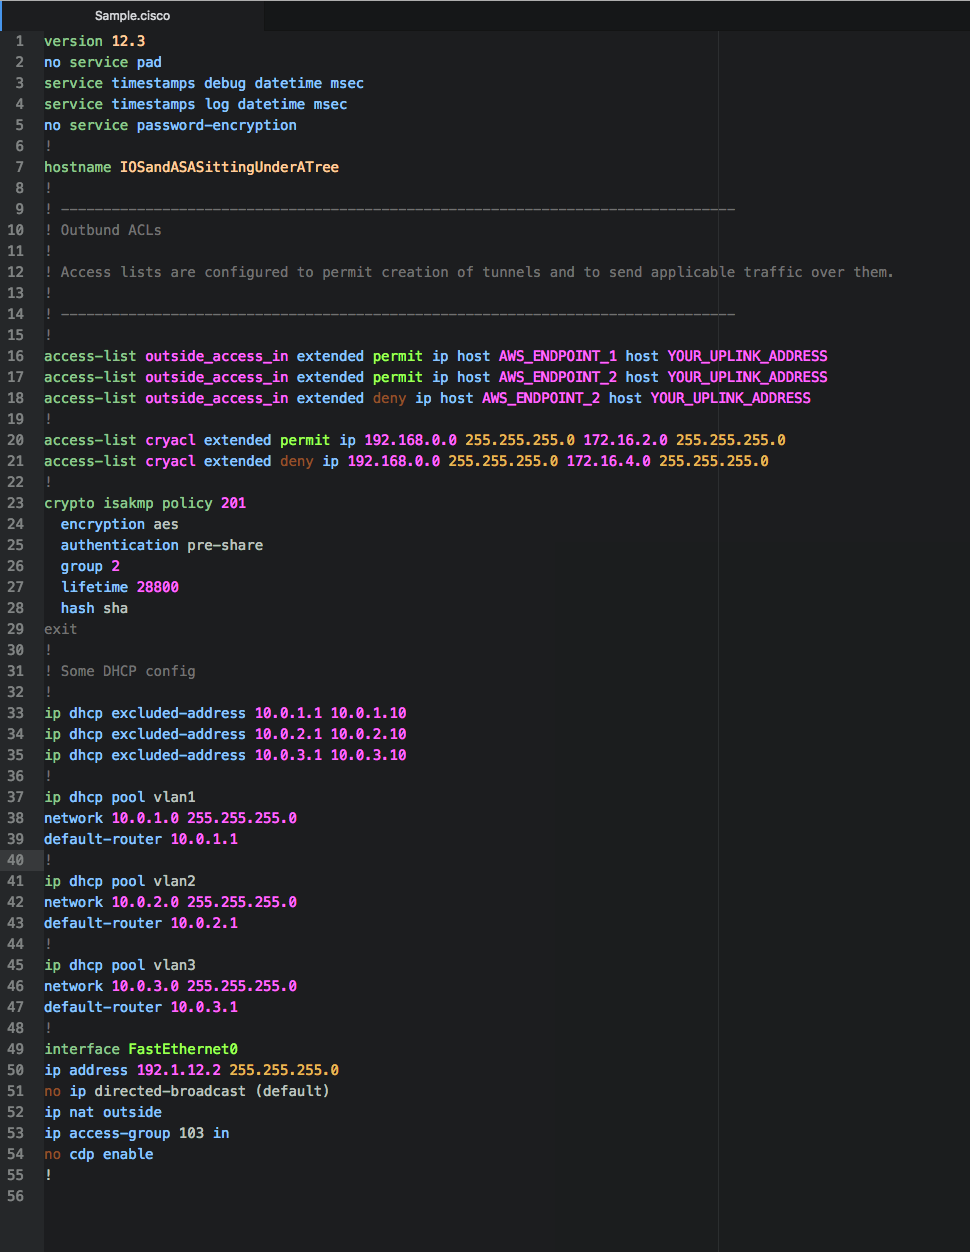 Sample.cisco
1 version 12.3
2 no service pad
3 service timestamps debug datetime msec
4 service timestamps log datetime msec
5 no service password-encryption
6 !
7 hostname IOSandASASittingUnderATree
8 !
9 ! --------------------------------------------------------------------------------
10 ! Outbund ACLs
11 !
12 ! Access lists are configured to permit creation of tunnels and to send applicable traffic over them.
13 !
14 ! --------------------------------------------------------------------------------
15 !
16 access-list outside_access_in extended permit ip host AWS_ENDPOINT_1 host YOUR_UPLINK_ADDRESS
17 access-list outside_access_in extended permit ip host AWS_ENDPOINT_2 host YOUR_UPLINK_ADDRESS
18 access-list outside_access_in extended deny ip host AWS_ENDPOINT_2 host YOUR_UPLINK_ADDRESS
19 !
20 access-list cryacl extended permit ip 192.168.0.0 255.255.255.0 172.16.2.0 255.255.255.0
21 access-list cryacl extended deny ip 192.168.0.0 255.255.255.0 172.16.4.0 255.255.255.0
22 !
23 crypto isakmp policy 201
24   encryption aes
25   authentication pre-share
26   group 2
27   lifetime 28800
28   hash sha
29 exit
30 !
31 ! Some DHCP config
32 !
33 ip dhcp excluded-address 10.0.1.1 10.0.1.10
34 ip dhcp excluded-address 10.0.2.1 10.0.2.10
35 ip dhcp excluded-address 10.0.3.1 10.0.3.10
36 !
37 ip dhcp pool vlan1
38 network 10.0.1.0 255.255.255.0
39 default-router 10.0.1.1
40 !
41 ip dhcp pool vlan2
42 network 10.0.2.0 255.255.255.0
43 default-router 10.0.2.1
44 !
45 ip dhcp pool vlan3
46 network 10.0.3.0 255.255.255.0
47 default-router 10.0.3.1
48 !
49 interface FastEthernet0
50 ip address 192.1.12.2 255.255.255.0
51 no ip directed-broadcast (default)
52 ip nat outside
53 ip access-group 103 in
54 no cdp enable
55 !
56